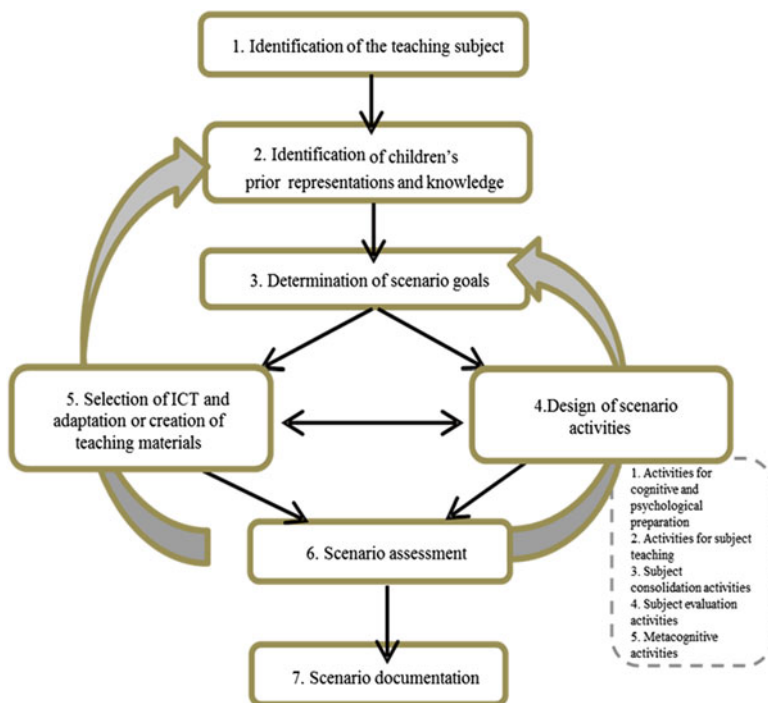 1. Identification of the teaching subject
2. Identification of children's
prior representations and knowledge
3. Determination of scenario goals
5. Selection of ICT and
adaptation or creation of
teaching materials
4.Design of scenario
activities
1. Activities for
cognitive and
psychological
preparation
2. Activities for subject
teaching
3. Subject
consolidation activities
4. Subject evaluation
activities
5. Metacognitive
activities
6. Scenario assessment
7. Scenario documentation